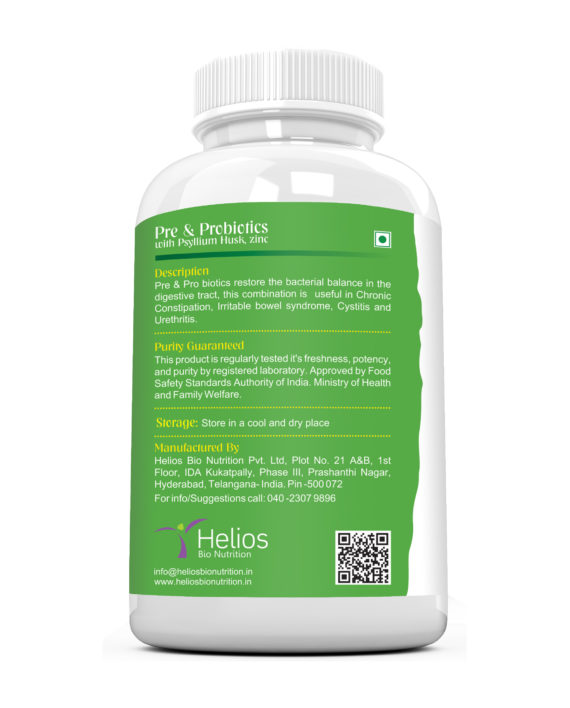 Pre & Probiotics
with Psyllium Husk, zinc
Description
Pre & Pro biotics restore the bacterial balance in the
digestive tract, this combination is useful in Chronic
Constipation, Irritable bowel syndrome, Cystitis and
Urethritis.
Purity Guaranteed
This product is regularly tested it's freshness, potency,
and purity by registered laboratory. Approved by Food
Safety Standards Authority of India. Ministry of Health
and Family Welfare.
Storage: Store in a cool and dry place
Manufactured By
Helios Bio Nutrition Pvt. Ltd, Plot No. 21 A&B, 1st
Floor, IDA Kukatpally, Phase III, Prashanthi Nagar,
Hyderabad, Telangana- India. Pin -500 072
For info/Suggestions call: 040 -2307 9896
Helios
Bio Nutrition
info@heliosbionutrition.in
www.heliosbionutrition.in